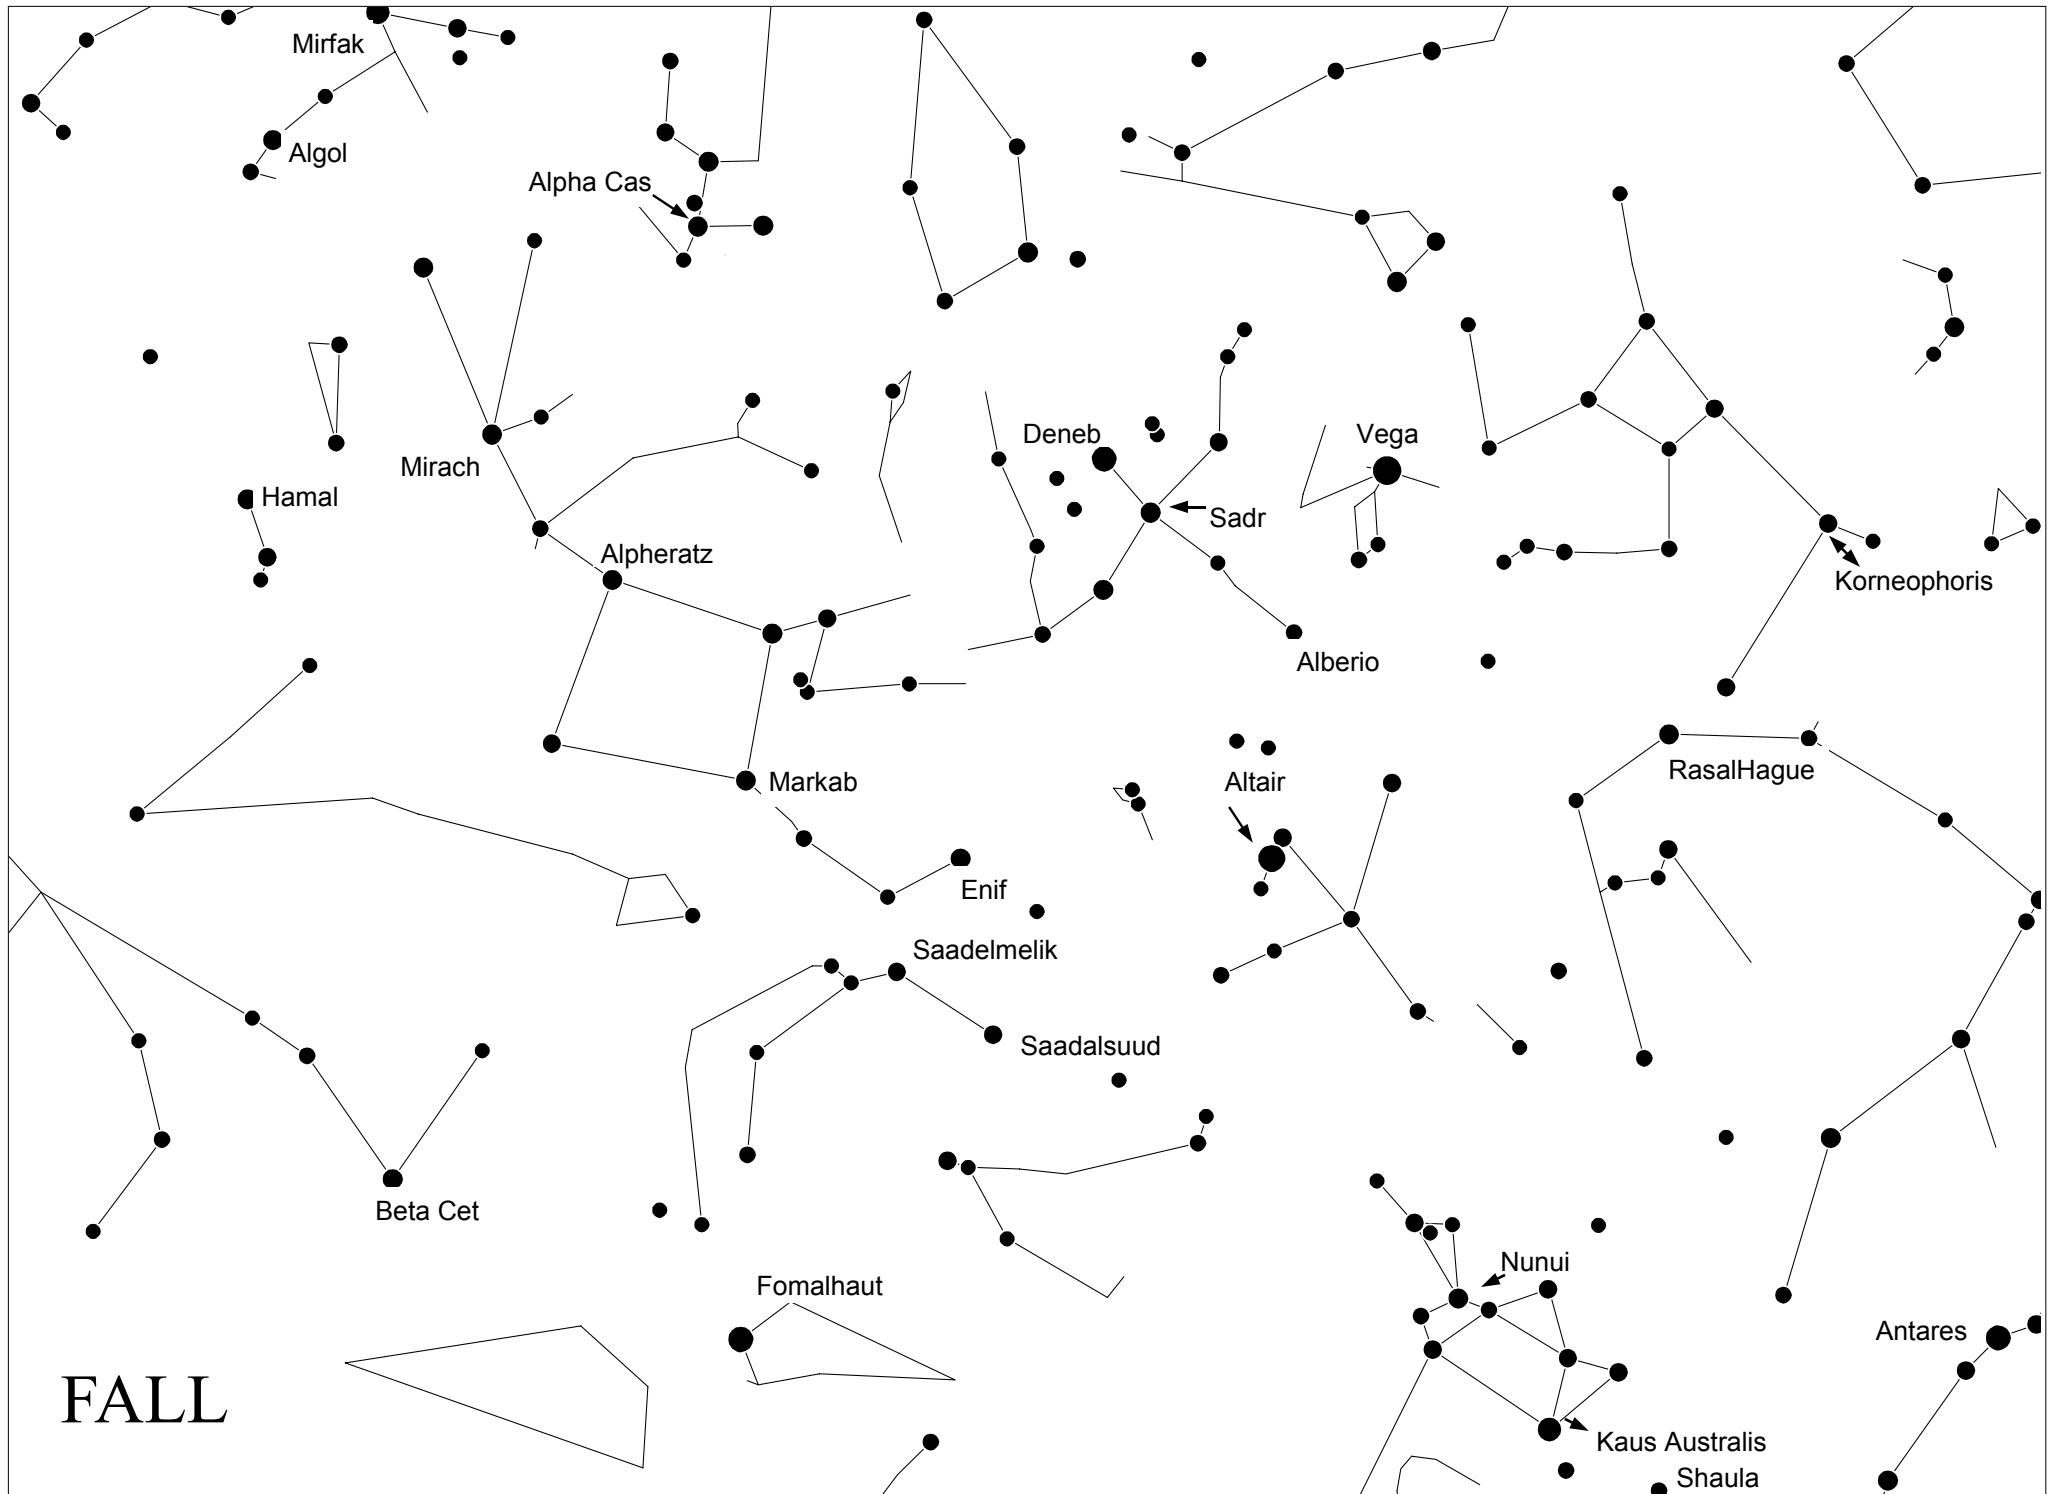 Mirfak
Algol
Alpha Cas
Deneb
Vega
Mirach
Hamal
Sadr
Alpheratz
Korneophoris
Alberio
RasalHague
Markab
Altair
Enif
Saadelmelik
Saadalsuud
Beta Cet
Nunui
Fomalhaut
Antares
FALL
Kaus Australis
Shaula